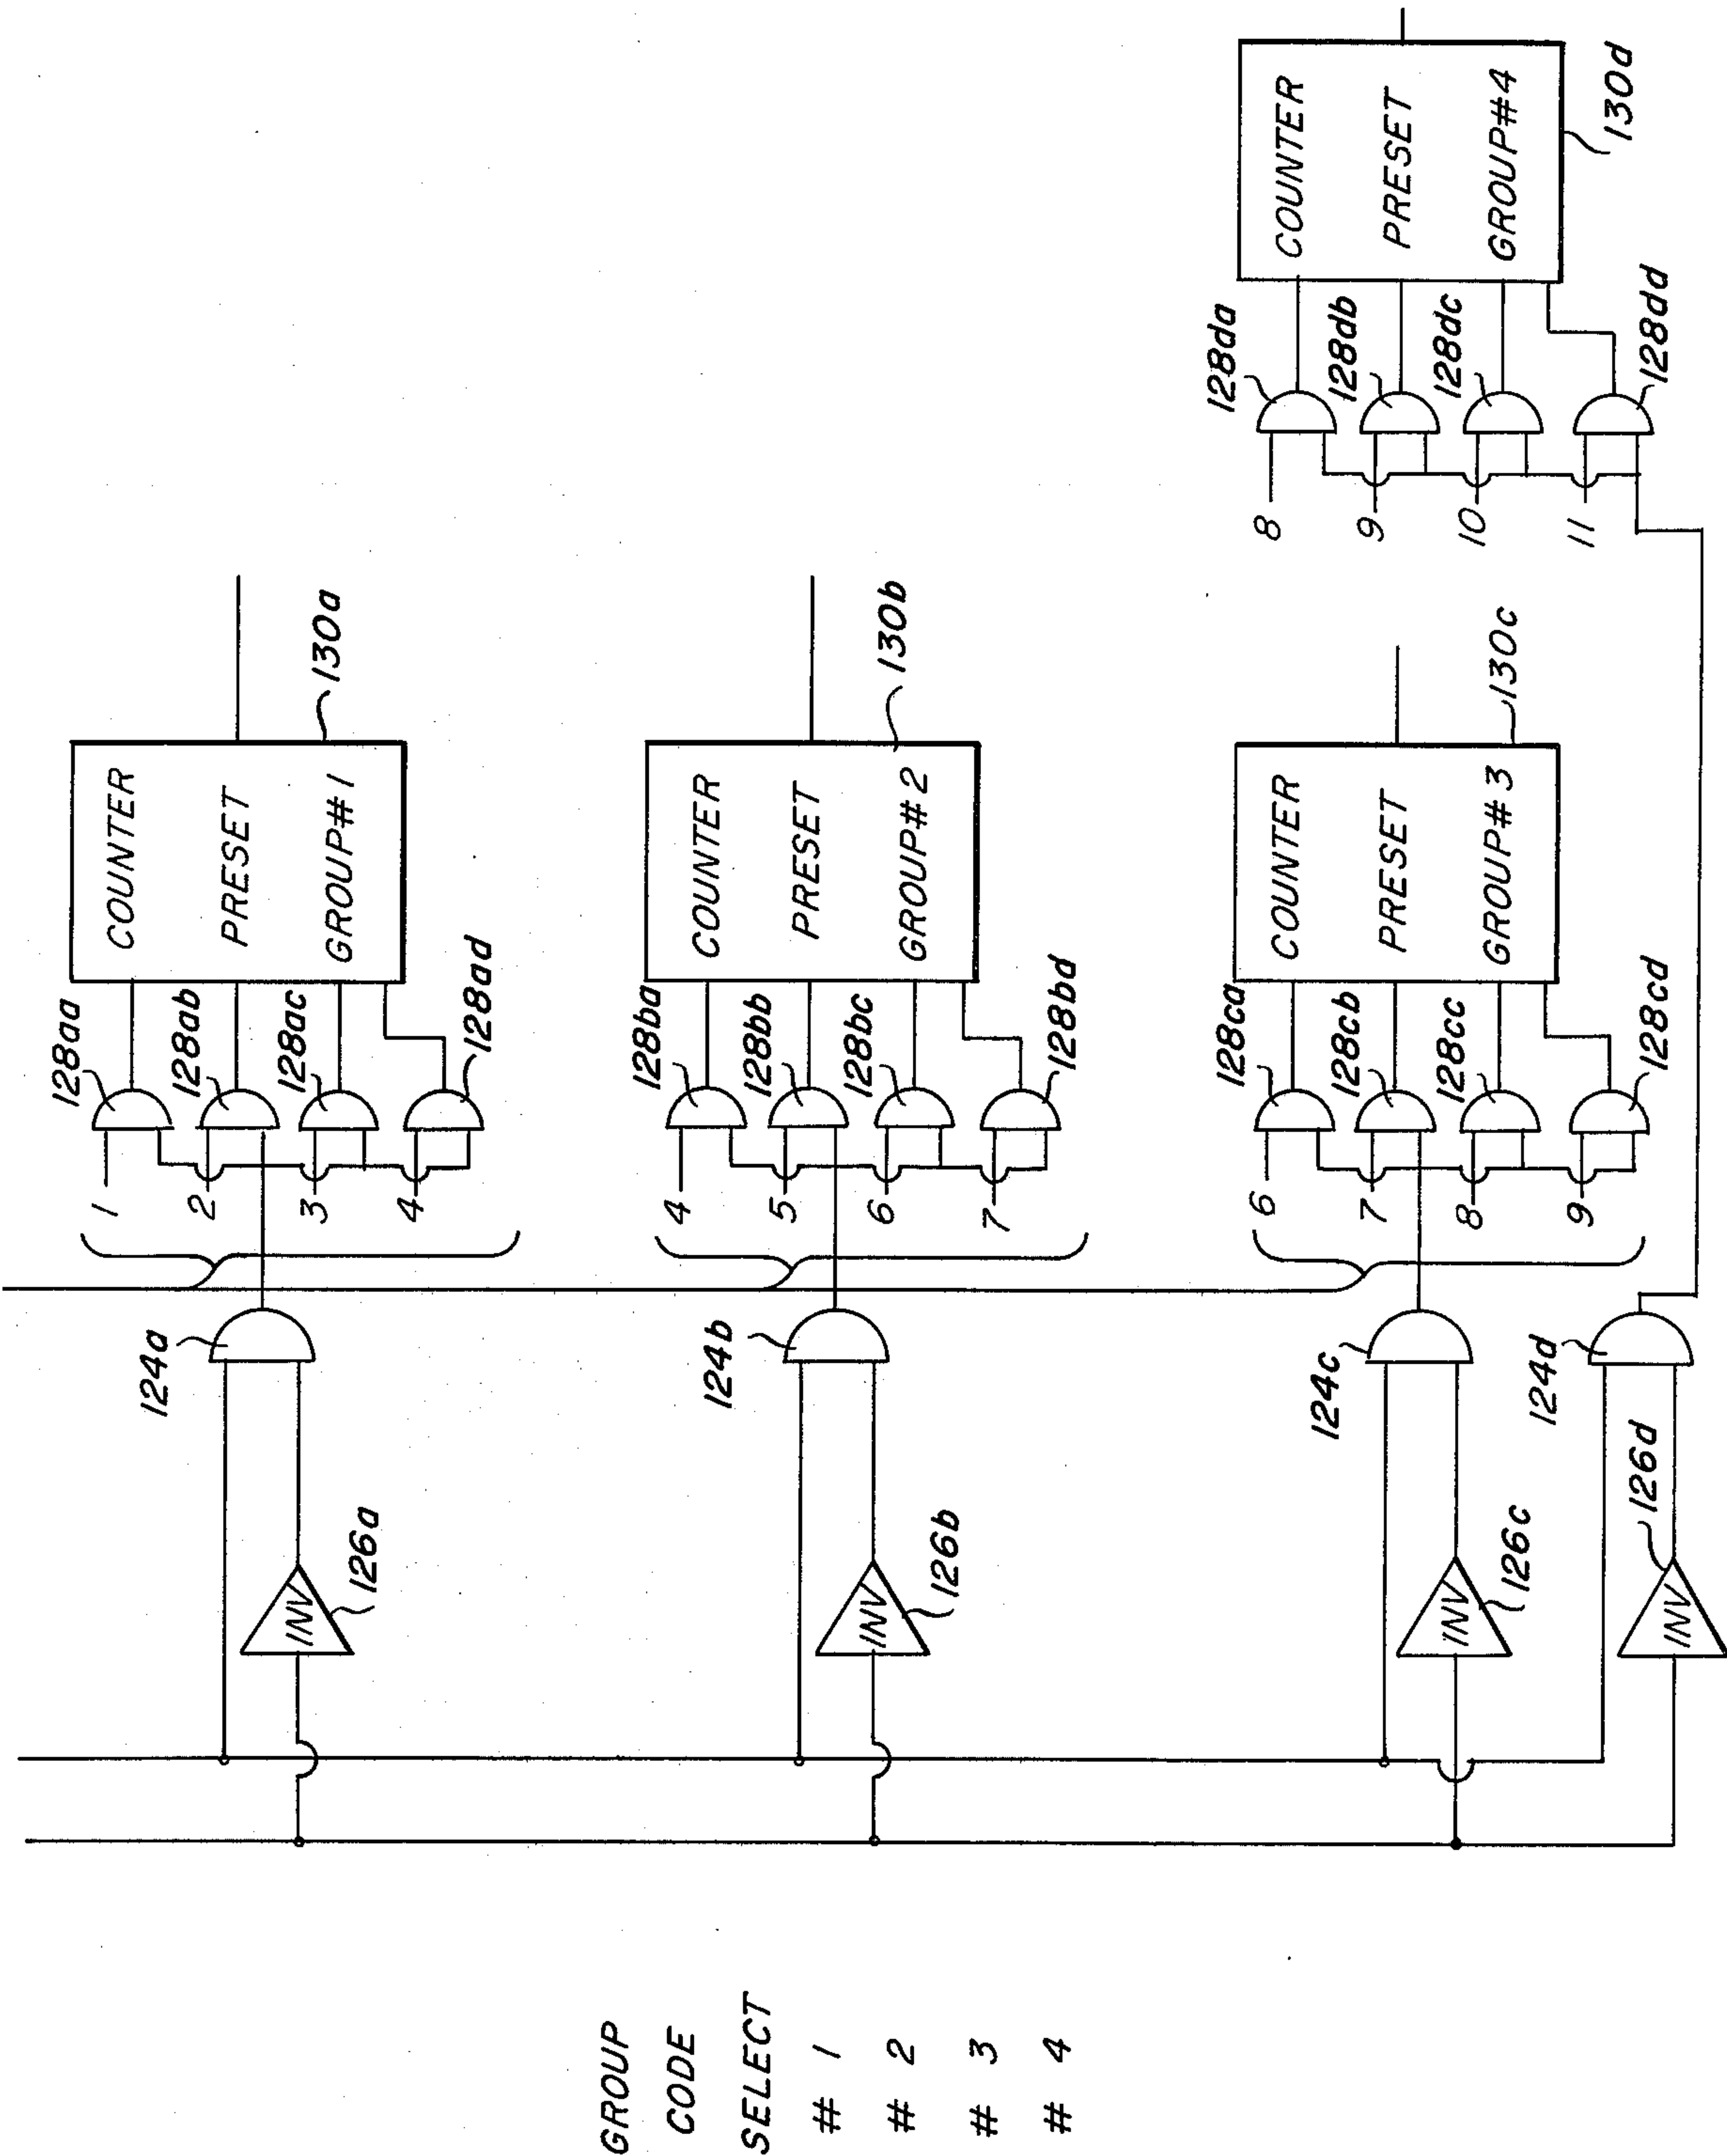 GROUP
CODE
SELECT
# 1
# 2
# 3
# 4
124a
INV
126a
1
2
3
4
128aa
128ab
128ac
128ad
COUNTER
PRESET
GROUP#1
130a
124b
INV
126b
4
5
6
7
128ba
128bb
128bc
128bd
COUNTER
PRESET
GROUP#2
130b
124c
INV
126c
6
7
8
9
128ca
128cb
128cc
128cd
COUNTER
PRESET
GROUP#3
130c
124d
INV
126d
8
9
10
11
128da
128db
128dc
128dd
COUNTER
PRESET
GROUP#4
130d